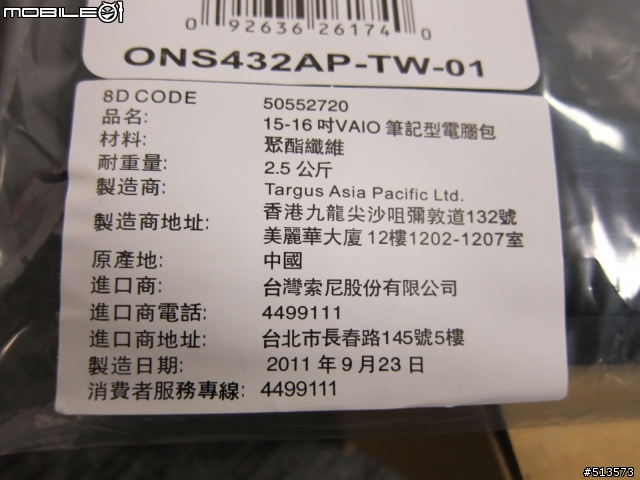 MOBILE01
0 92636 26174 0
ONS432AP-TW-01
8D CODE 50552720
品名: 15-16 吋VAIO 筆記型電腦包
材料: 聚酯纖維
耐重量: 2.5 公斤
製造商: Targus Asia Pacific Ltd.
製造商地址: 香港九龍尖沙咀彌敦道132號
美麗華大廈 12樓1202-1207室
原產地: 中國
進口商: 台灣索尼股份有限公司
進口商電話: 4499111
進口商地址: 台北市長春路145號5樓
製造日期: 2011 年 9 月 23 日
消費者服務專線: 4499111
#513573